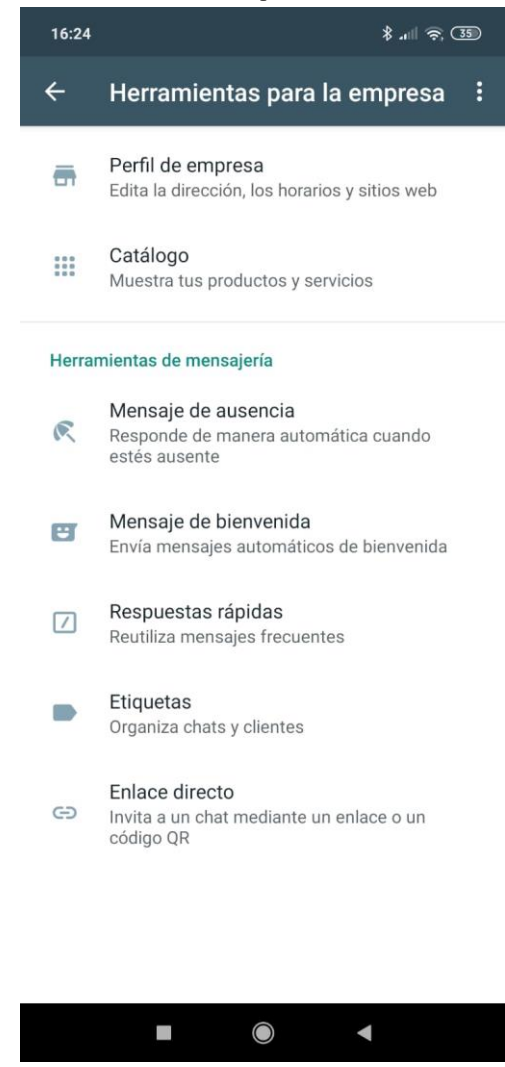 16:24
35
Herramientas para la empresa
Perfil de empresa
Edita la dirección, los horarios y sitios web
Catálogo
Muestra tus productos y servicios
Herramientas de mensajería
Mensaje de ausencia
Responde de manera automática cuando
estés ausente
Mensaje de bienvenida
Envía mensajes automáticos de bienvenida
Respuestas rápidas
Reutiliza mensajes frecuentes
Etiquetas
Organiza chats y clientes
Enlace directo
Invita a un chat mediante un enlace o un
código QR